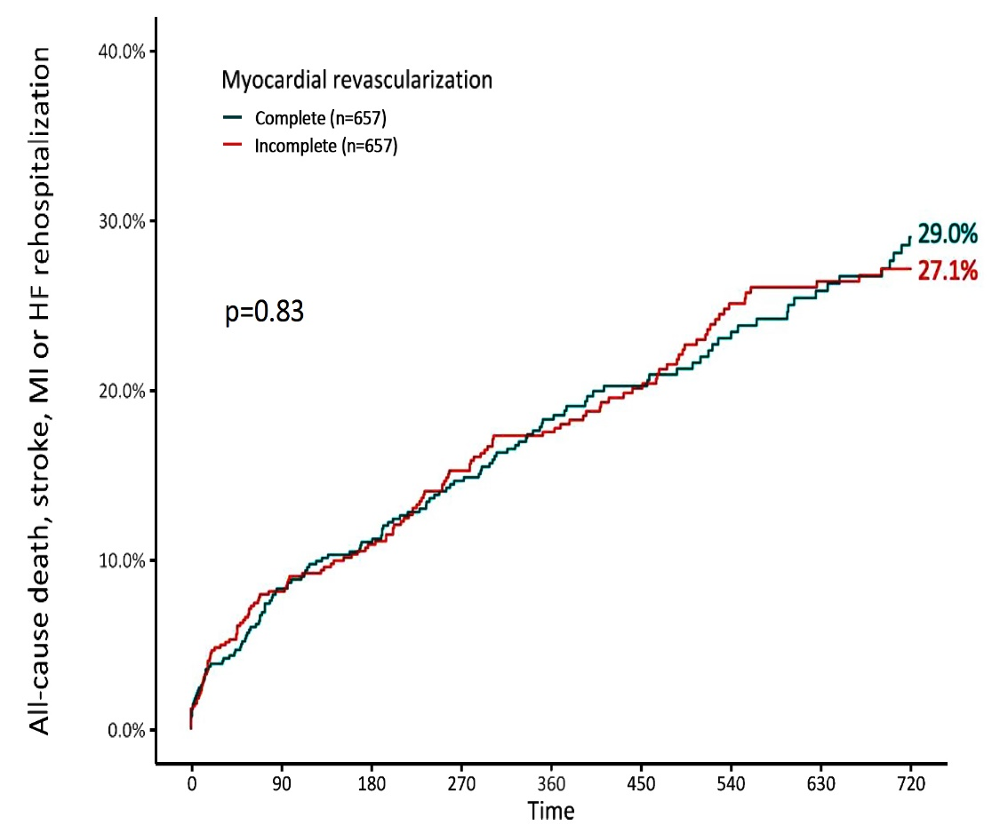 All-cause death, stroke, MI or HF rehospitalization
40.0%
30.0%
20.0%
10.0%
0.0%
Myocardial revascularization
Complete (n=657)
Incomplete (n=657)
p=0.83
29.0%
27.1%
0 90 180 270 360 450 540 630 720
Time